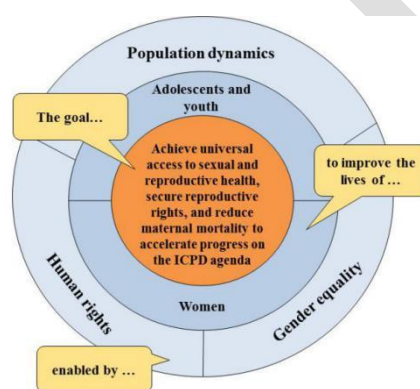 Population dynamics
Adolescents and
youth
The goal...
Achieve universal
access to sexual and
reproductive health,
secure reproductive
rights, and reduce
maternal mortality to
accelerate progress on
the ICPD agenda
to improve the
lives of ...
Women
Human rights
Gender equality
enabled by ...